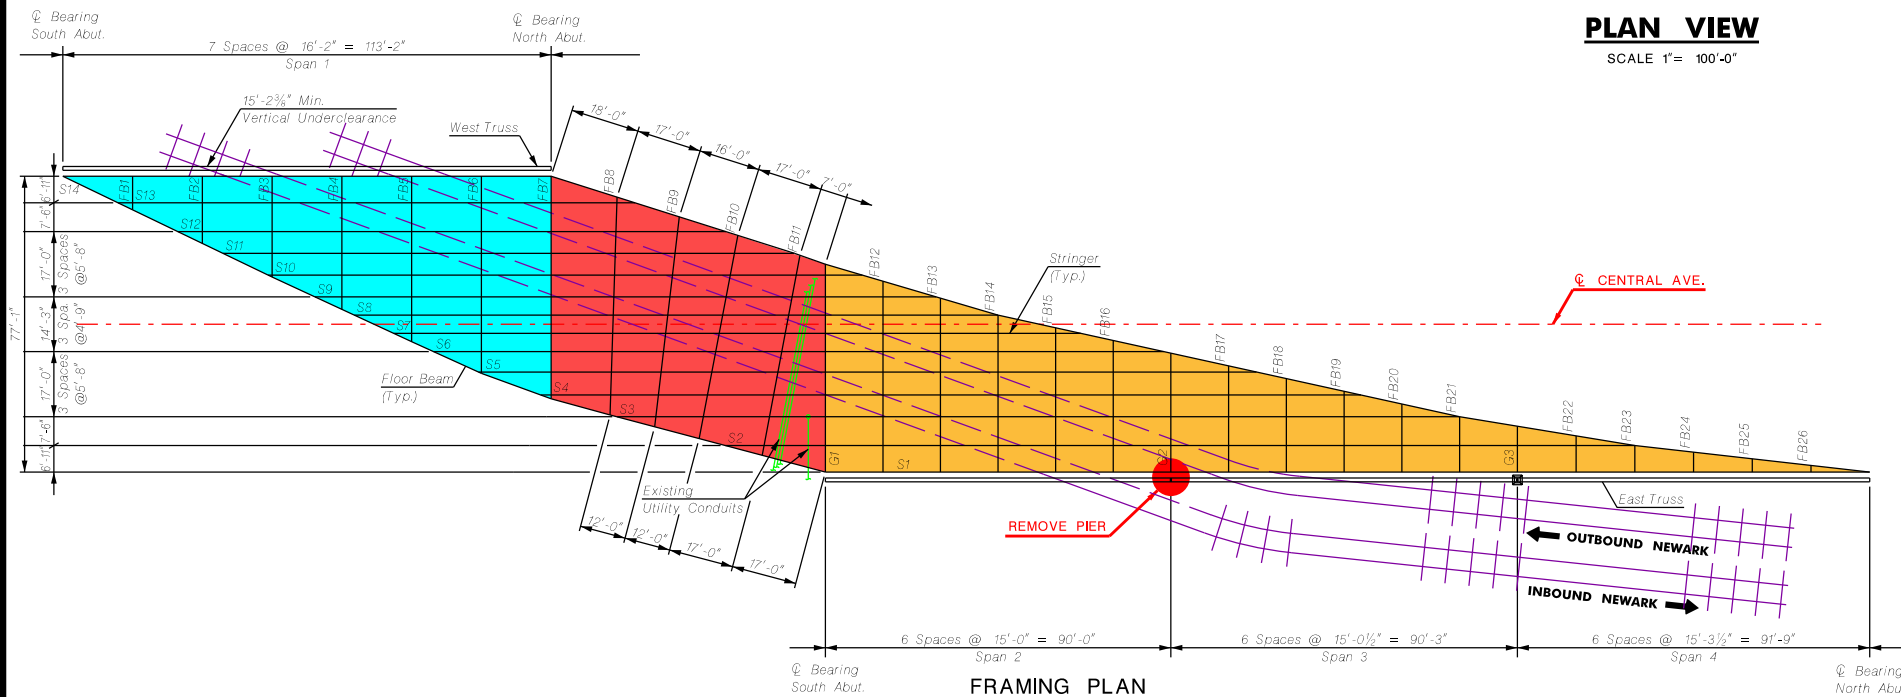 ℄ Bearing
South Abut.
℄ Bearing
North Abut.
PLAN VIEW
SCALE 1"= 100'-0"
7 Spaces @ 16'-2" = 113'-2"
Span 1
15'-2⅜" Min.
Vertical Underclearance
West Truss
18'-0"
17'-0"
16'-0"
17'-0"
7'-0"
S14
FB1
S13
FB2
FB3
FB4
FB5
FB6
FB7
FB8
FB9
FB10
FB11
FB12
FB13
FB14
FB15
FB16
FB17
FB18
FB19
FB20
FB21
FB22
FB23
FB24
FB25
FB26
S12
S11
S10
S9
S8
S7
S6
S5
S4
S3
S2
S1
G1
G2
G3
77'-1"
6'-11"
7'-6"
17'-0"
3 Spaces
@5'-8"
14'-3"
3 Spa.
@4'-9"
17'-0"
3 Spaces
@5'-8"
7'-6"
6'-11"
Stringer
(Typ.)
℄ CENTRAL AVE.
Floor Beam
(Typ.)
Existing
Utility Conduits
REMOVE PIER
East Truss
OUTBOUND NEWARK
INBOUND NEWARK
12'-0"
12'-0"
17'-0"
17'-0"
6 Spaces @ 15'-0" = 90'-0"
Span 2
6 Spaces @ 15'-0½" = 90'-3"
Span 3
6 Spaces @ 15'-3½" = 91'-9"
Span 4
℄ Bearing
South Abut.
℄ Bearing
North Abu
FRAMING PLAN